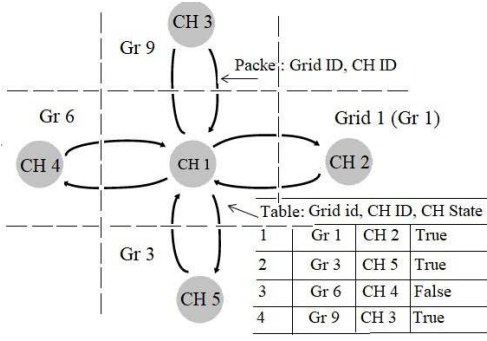 CH 3
Gr 9
Packe : Grid ID, CH ID
Gr 6
Grid 1 (Gr 1)
CH 4
CH 1
CH 2
Table: Grid id, CH ID, CH State
1 Gr 1 CH 2 True
Gr 3
2 Gr 3 CH 5 True
3 Gr 6 CH 4 False
CH 5
4 Gr 9 CH 3 True